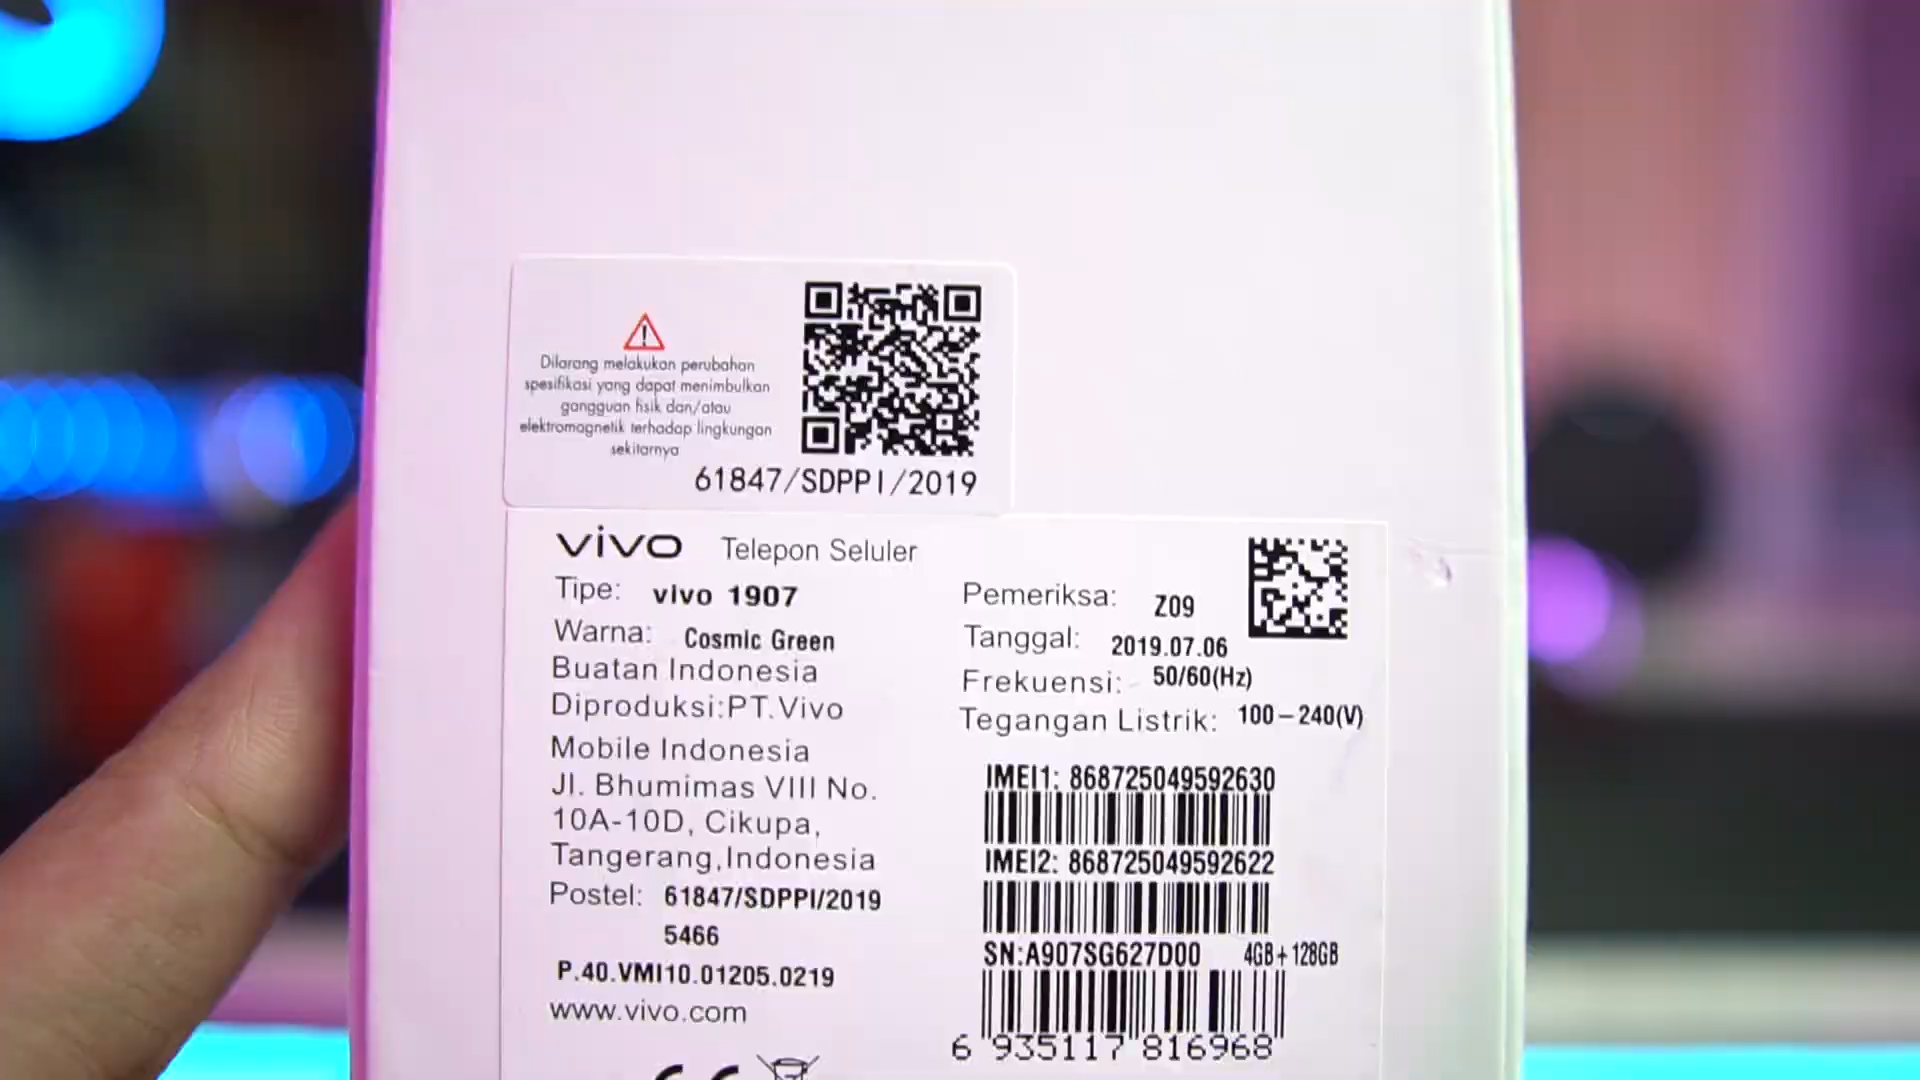 Dilarang melakukan perubahan
spesifikasi yang dapat menimbulkan
gangguan fisik dan/atau
elektromagnetik terhadap lingkungan
sekitarnya
61847/SDPPI/2019
vivo Telepon Seluler
Tipe: vivo 1907
Warna: Cosmic Green
Buatan Indonesia
Diproduksi:PT.Vivo
Mobile Indonesia
Jl. Bhumimas VIII No.
10A-10D, Cikupa,
Tangerang,Indonesia
Postel: 61847/SDPPI/2019
5466
P.40.VMI10.01205.0219
www.vivo.com
Pemeriksa: Z09
Tanggal: 2019.07.06
Frekuensi: 50/60(Hz)
Tegangan Listrik: 100-240(V)
IMEI1: 868725049592630
IMEI2: 868725049592622
SN:A907SG627D00 4GB+128GB
6 935117 816968